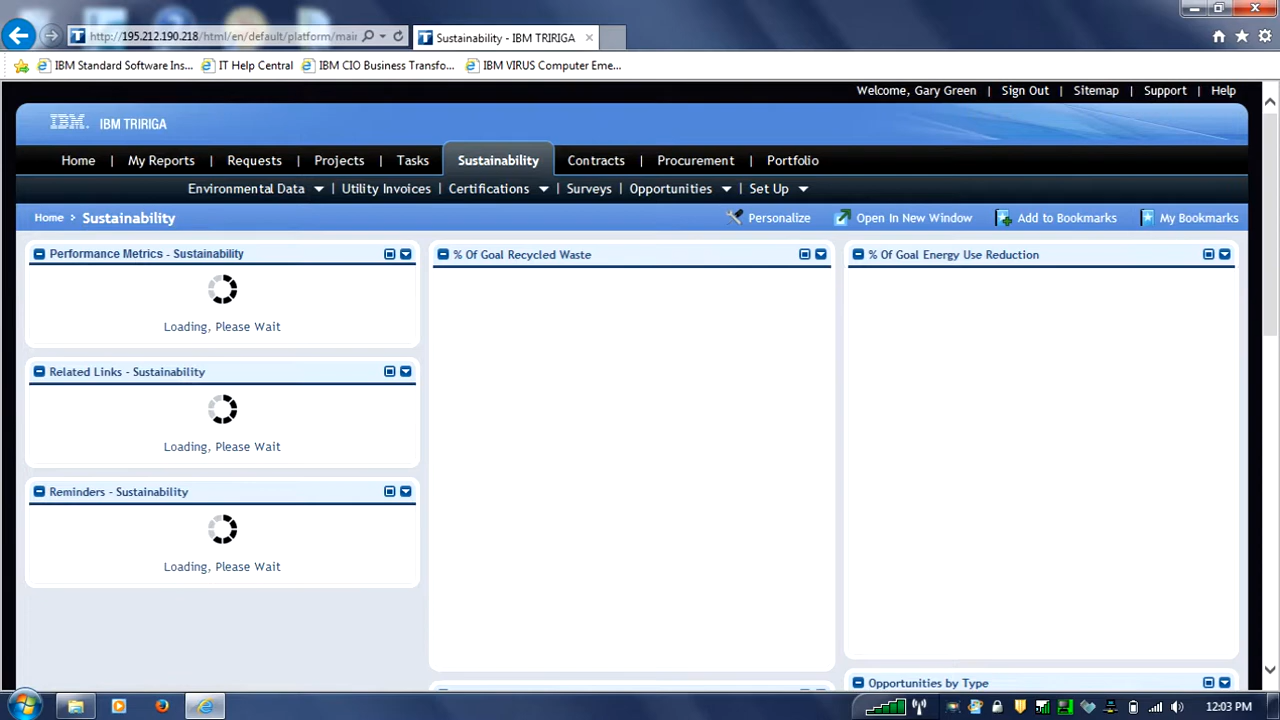 http://195.212.190.218/html/en/default/platform/mair
Sustainability - IBM TRIRIGA
IBM Standard Software Ins...
IT Help Central
IBM CIO Business Transfo...
IBM VIRUS Computer Eme...
Welcome, Gary Green | Sign Out | Sitemap | Support | Help
IBM. IBM TRIRIGA
Home | My Reports | Requests | Projects | Tasks Sustainability Contracts | Procurement | Portfolio
Environmental Data | Utility Invoices | Certifications | Surveys | Opportunities | Set Up
Home > Sustainability
Personalize
Open In New Window
Add to Bookmarks
My Bookmarks
Performance Metrics - Sustainability
Loading, Please Wait
Related Links - Sustainability
Loading, Please Wait
Reminders - Sustainability
Loading, Please Wait
% Of Goal Recycled Waste
% Of Goal Energy Use Reduction
Opportunities by Type
12:03 PM